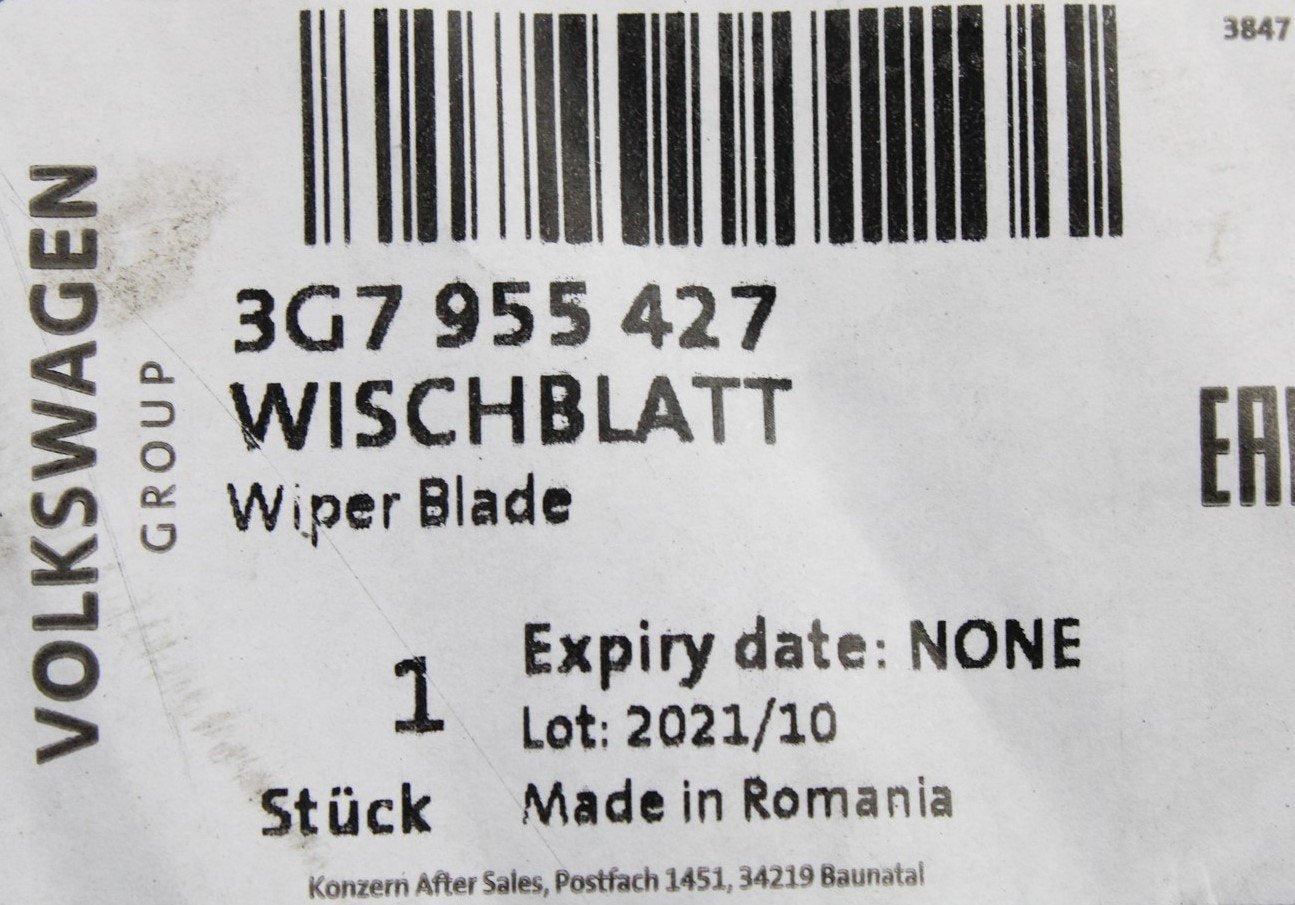 3847
3G7 955 427
WISCHBLATT
Wiper Blade
VOLKSWAGEN
GROUP
EAC
1
Stück
Expiry date: NONE
Lot: 2021/10
Made in Romania
Konzern After Sales, Postfach 1451, 34219 Baunatal